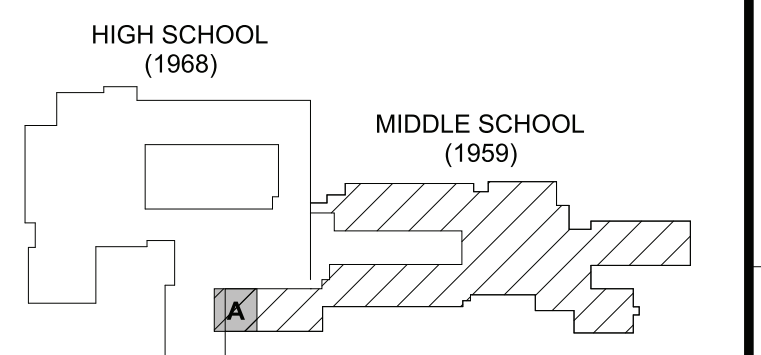 HIGH SCHOOL
(1968)
MIDDLE SCHOOL
(1959)
A